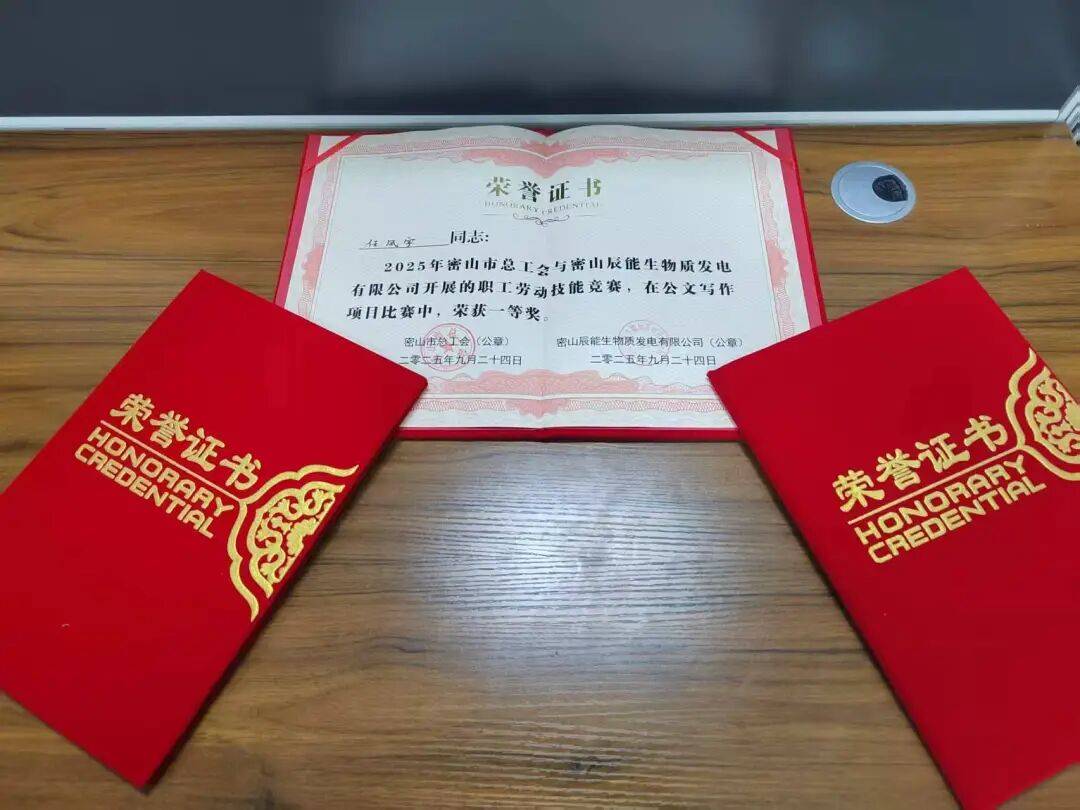 荣誉证书
HONORARY CREDENTIAL
同志:
2025年密山市总工会与密山辰能生物质发电
有限公司开展的职工劳动技能竞赛，在公文写作
项目比赛中，荣获一等奖。
密山市总工会（公章）
二零二五年九月二十四日
密山辰能生物质发电有限公司（公章）
二零二五年九月二十四日
荣誉证书
HONORARY
CREDENTIAL
荣誉证书
HONORARY
CREDENTIAL